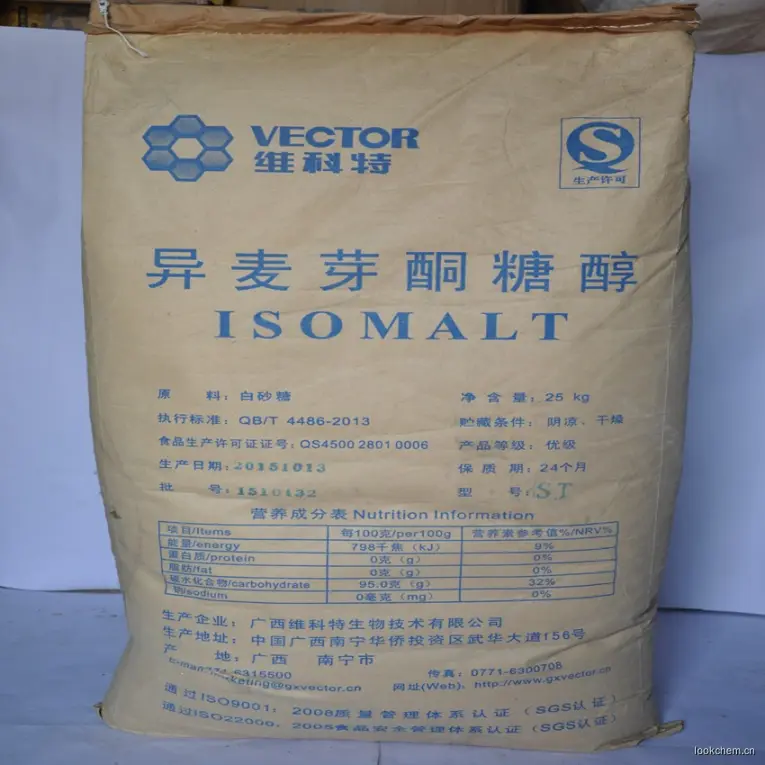 VECTOR
维科特
S
生产许可
异麦芽酮糖醇
ISOMALT
原 料：白砂糖
净 含 量：25 kg
执行标准：QB/T 4486-2013
贮藏条件：阴凉、干燥
食品生产许可证证号：QS4500 2801 0006
产品等级：优级
生产日期：20151013
保 质 期：24个月
批 号：1510132
型 号：ST
营养成分表 Nutrition Information
项目/Items 每100克/per100g 营养素参考值%/NRV%
能量/energy 798千焦（kJ） 9%
蛋白质/protein 0克（g） 0%
脂肪/fat 0克（g） 0%
碳水化合物/carbohydrate 95.0克（g） 32%
钠/sodium 0毫克（mg） 0%
生产企业：广西维科特生物技术有限公司
生产地址：中国广西南宁华侨投资区武华大道156号
产 地：广西 南宁市
6315500 传真：0771-6300708
marketing@gxvector.cn 网址(Web)：http://www.gxvector.cn
通过ISO9001：2008质量管理体系认证（SGS认证）
通过ISO22000：2005食品安全管理体系认证（SGS认证）
lookchem.cn